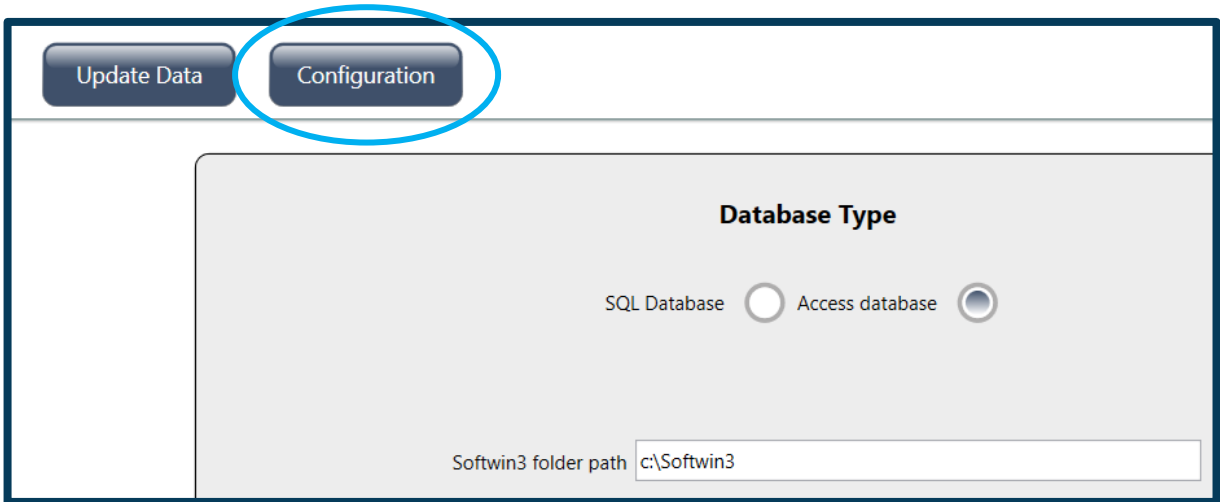 Update Data Configuration
Database Type
SQL Database Access database
Softwin3 folder path c:\Softwin3